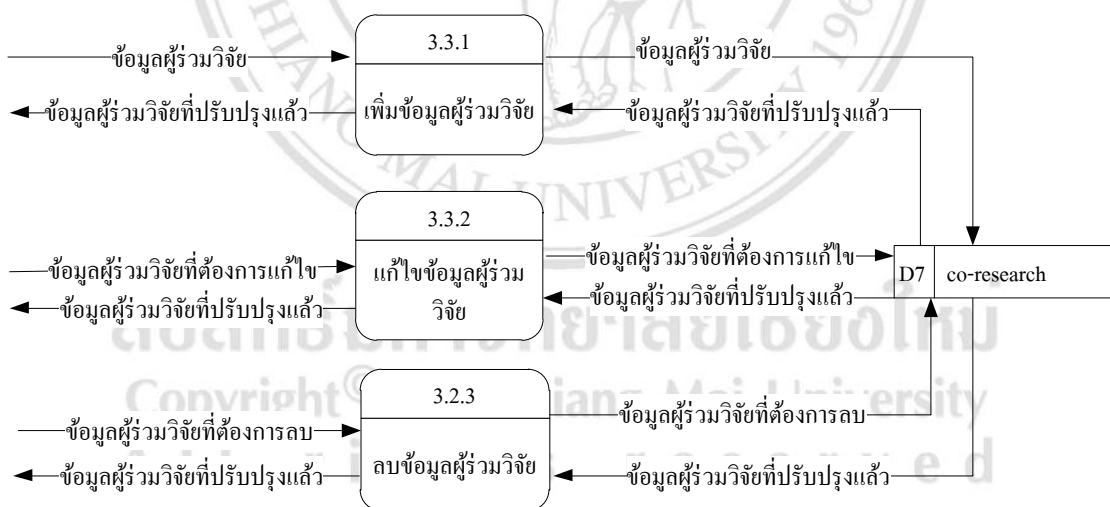 3.3.1
ข้อมูลผู้ร่วมวิจัย
ข้อมูลผู้ร่วมวิจัย
ข้อมูลผู้ร่วมวิจัยที่ปรับปรุงแล้ว
เพิ่มข้อมูลผู้ร่วมวิจัย
ข้อมูลผู้ร่วมวิจัยที่ปรับปรุงแล้ว
MAI UNIVERSITY 196
3.3.2
ข้อมูลผู้ร่วมวิจัยที่ต้องการแก้ไข
แก้ไขข้อมูลผู้ร่วม
วิจัย
ข้อมูลผู้ร่วมวิจัยที่ต้องการแก้ไข
D7 co-research
ข้อมูลผู้ร่วมวิจัยที่ปรับปรุงแล้ว
ข้อมูลผู้ร่วมวิจัยที่ปรับปรุงแล้ว
Copyright© iang Mai University
3.2.3
ข้อมูลผู้ร่วมวิจัยที่ต้องการลบ
ข้อมูลผู้ร่วมวิจัยที่ต้องการลบ
ข้อมูลผู้ร่วมวิจัยที่ปรับปรุงแล้ว
ลบข้อมูลผู้ร่วมวิจัย
ข้อมูลผู้ร่วมวิจัยที่ปรับปรุงแล้ว